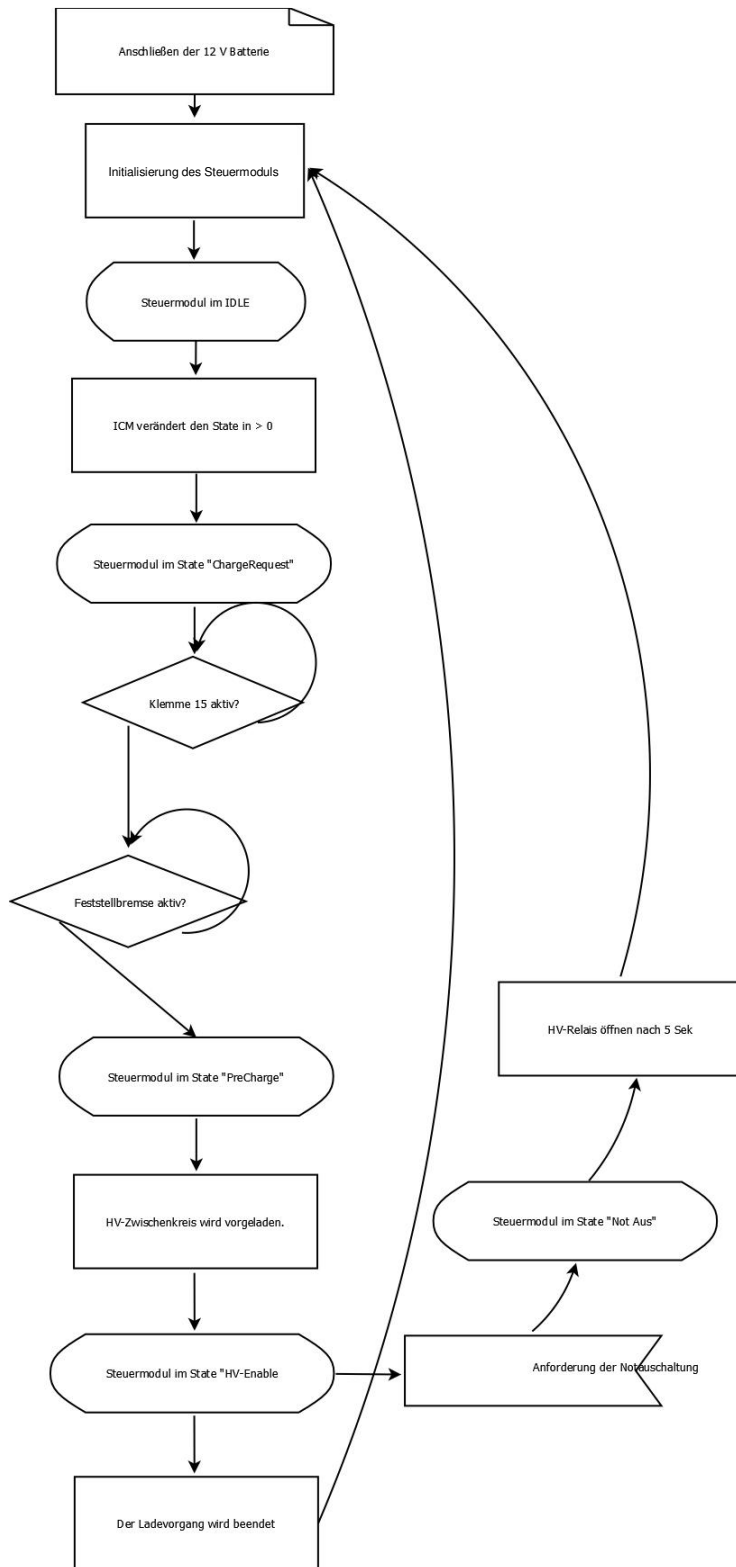 Anschließen der 12 V Batterie
Initialisierung des Steuermoduls
Steuermodul im IDLE
ICM verändert den State in > 0
Steuermodul im State "ChargeRequest"
Klemme 15 aktiv?
Feststellbremse aktiv?
HV-Relais öffnen nach 5 Sek
Steuermodul im State "PreCharge"
HV-Zwischenkreis wird vorgeladen.
Steuermodul im State "Not Aus"
Steuermodul im State "HV-Enable
Anforderung der Notauschaltung
Der Ladevorgang wird beendet